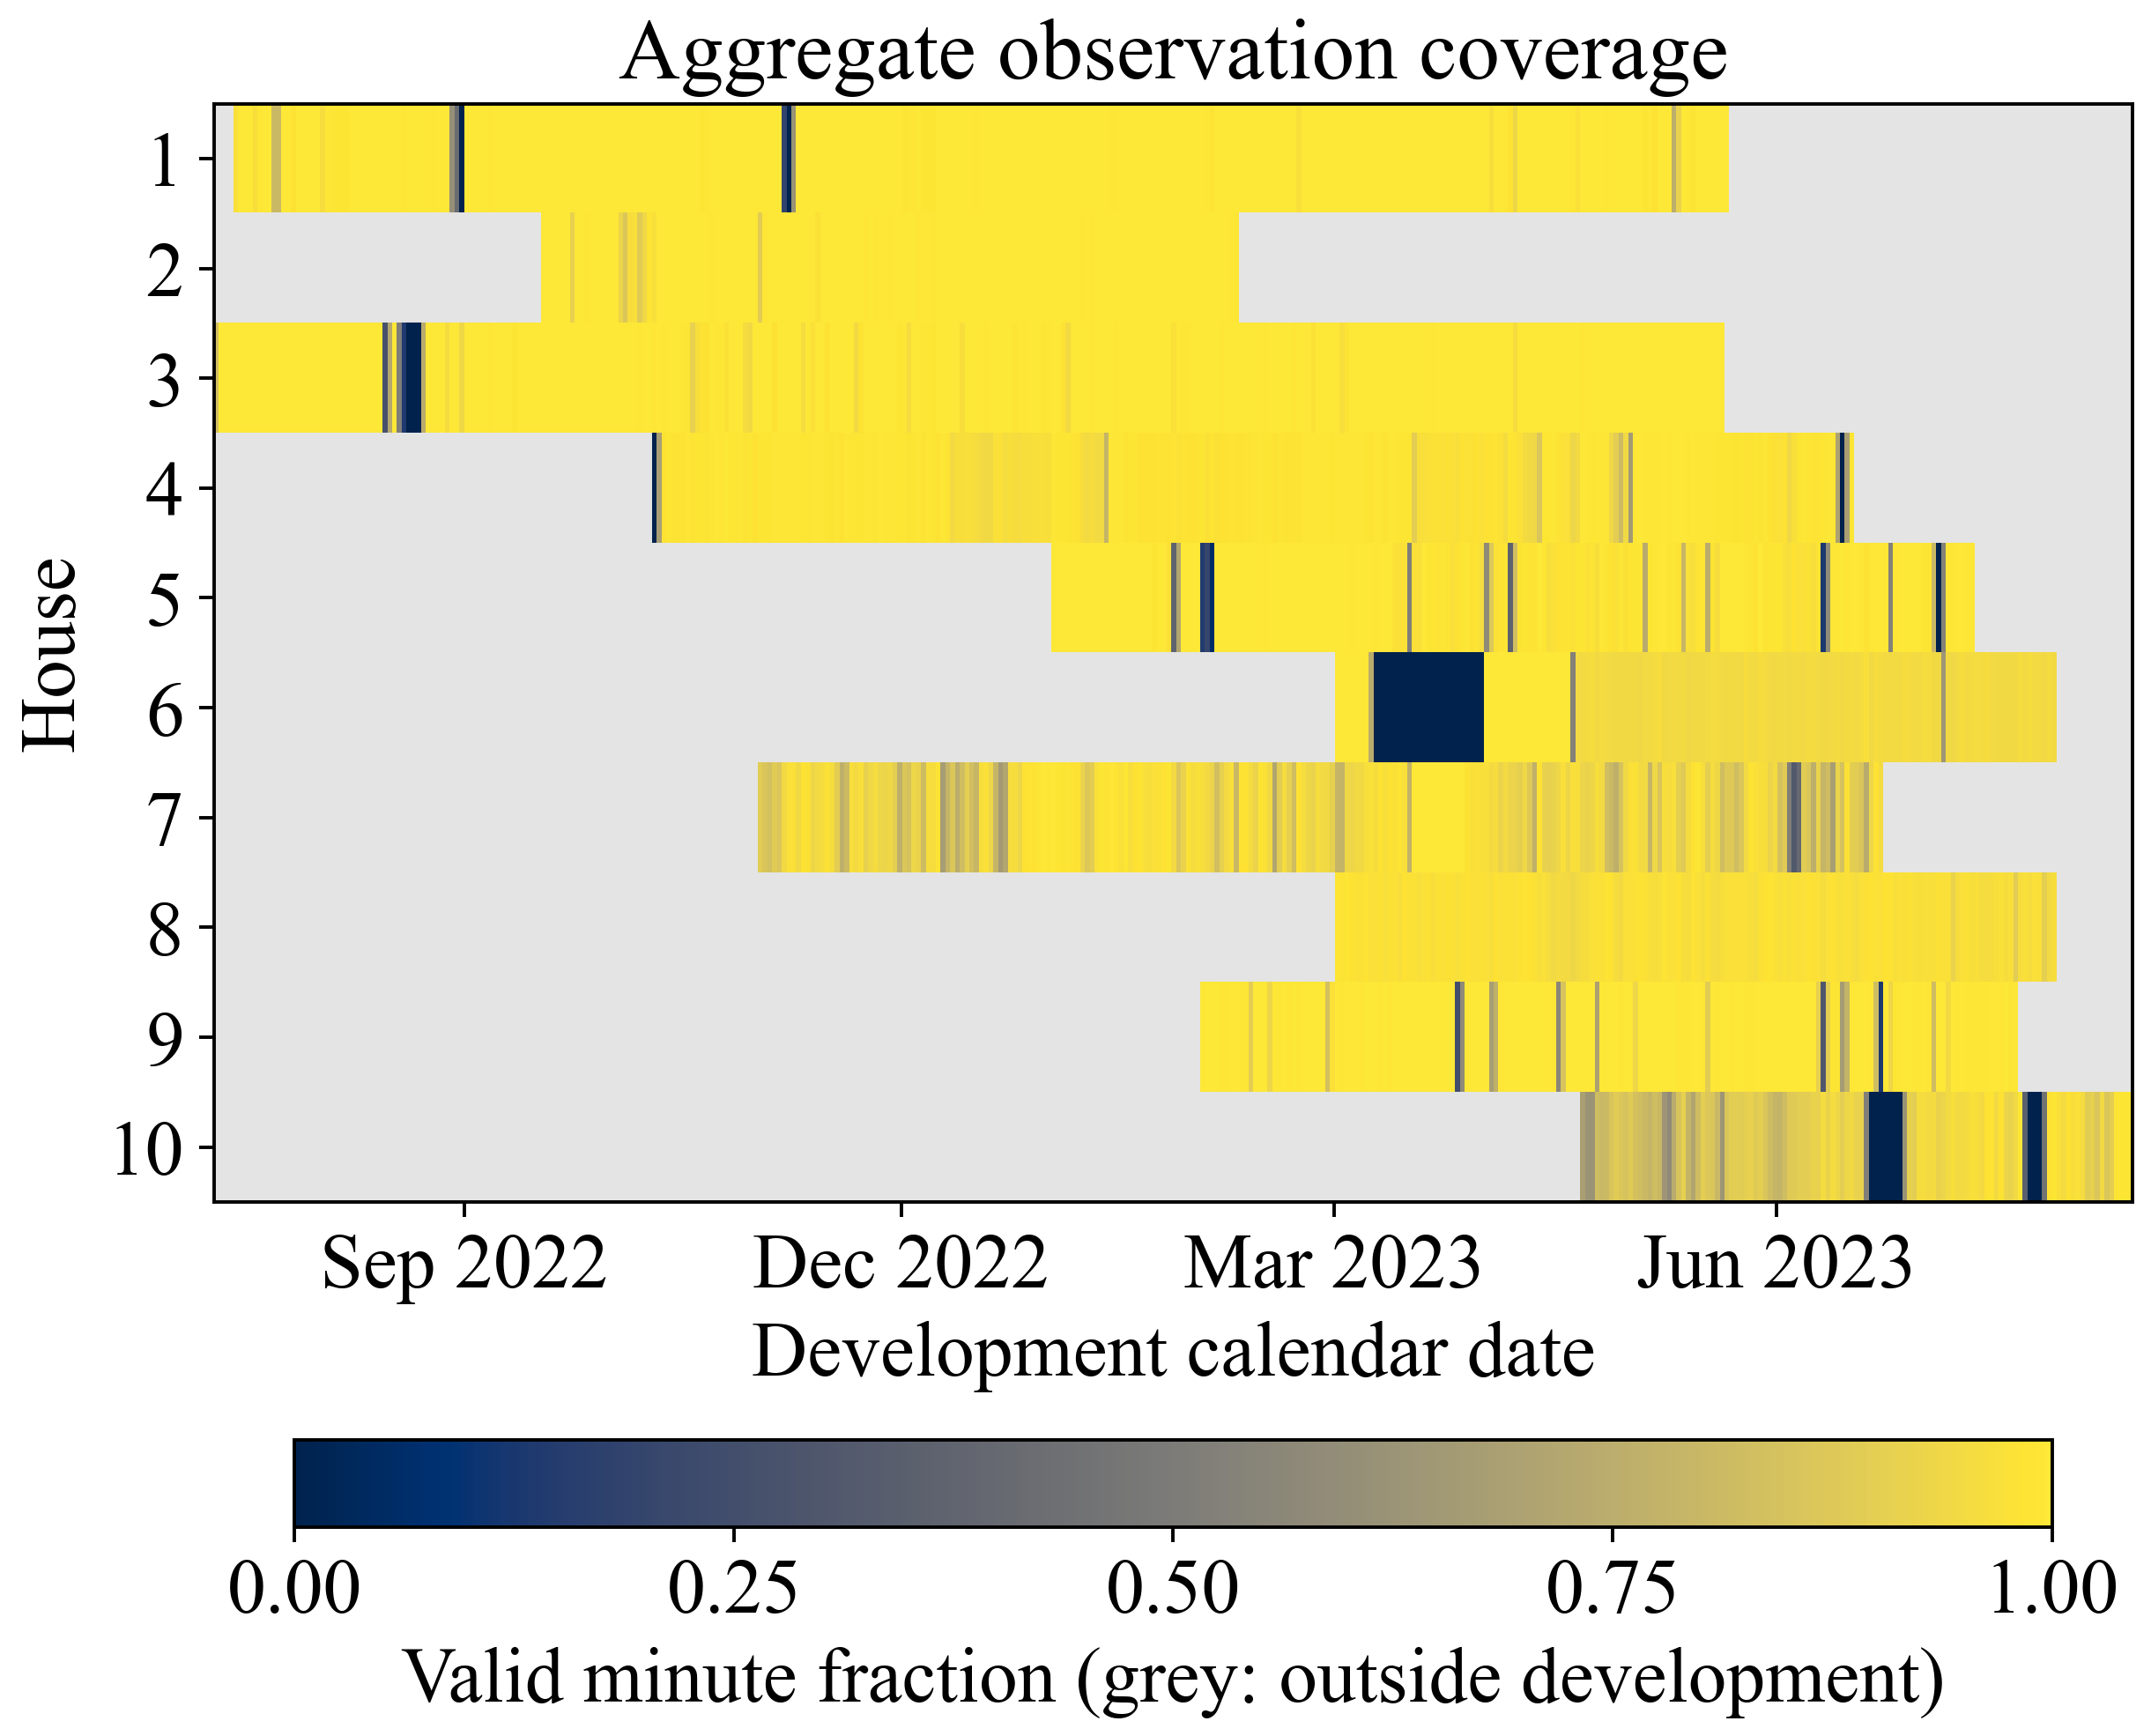 Aggregate observation coverage
House
1
2
3
4
5
6
7
8
9
10
Sep 2022 Dec 2022 Mar 2023 Jun 2023
Development calendar date
0.00 0.25 0.50 0.75 1.00
Valid minute fraction (grey: outside development)